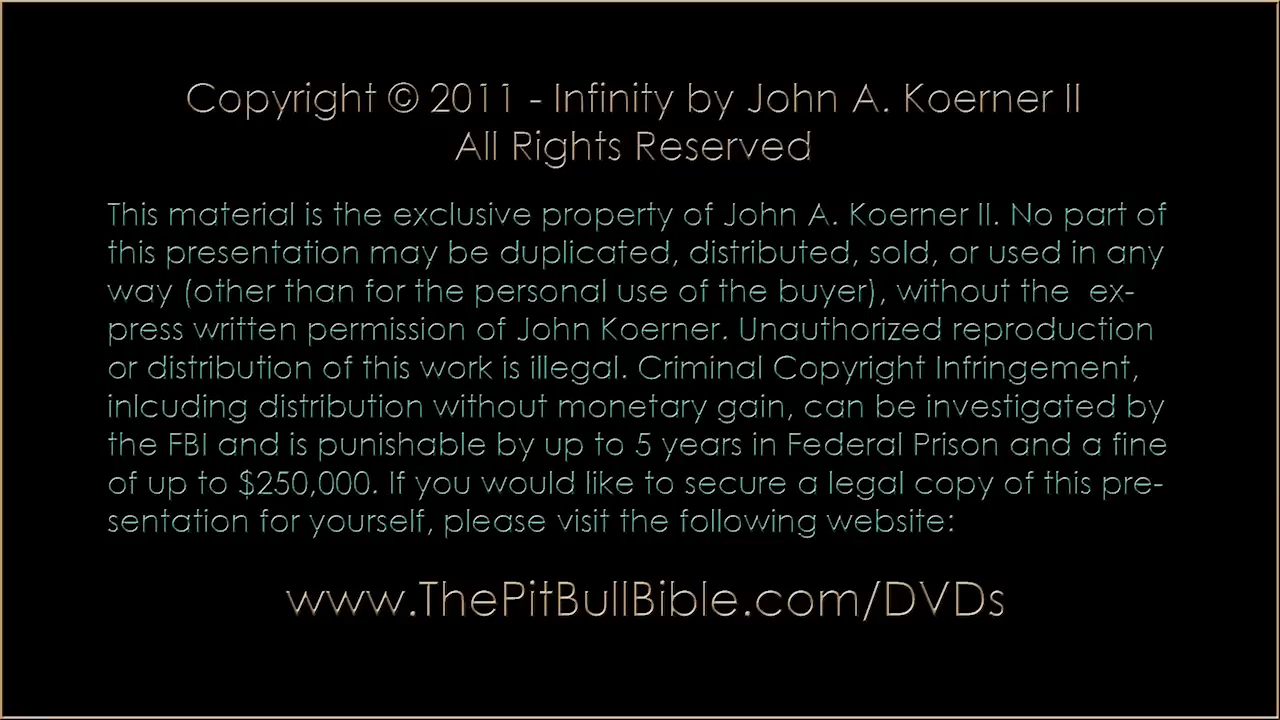 Copyright © 2011 - Infinity by John A. Koerner II
All Rights Reserved
This material is the exclusive property of John A. Koerner II. No part of
this presentation may be duplicated, distributed, sold, or used in any
way (other than for the personal use of the buyer), without the  ex-
press written permission of John Koerner. Unauthorized reproduction
or distribution of this work is illegal. Criminal Copyright Infringement,
inlcuding distribution without monetary gain, can be investigated by
the FBI and is punishable by up to 5 years in Federal Prison and a fine
of up to $250,000. If you would like to secure a legal copy of this pre-
sentation for yourself, please visit the following website:
www.ThePitBullBible.com/DVDs